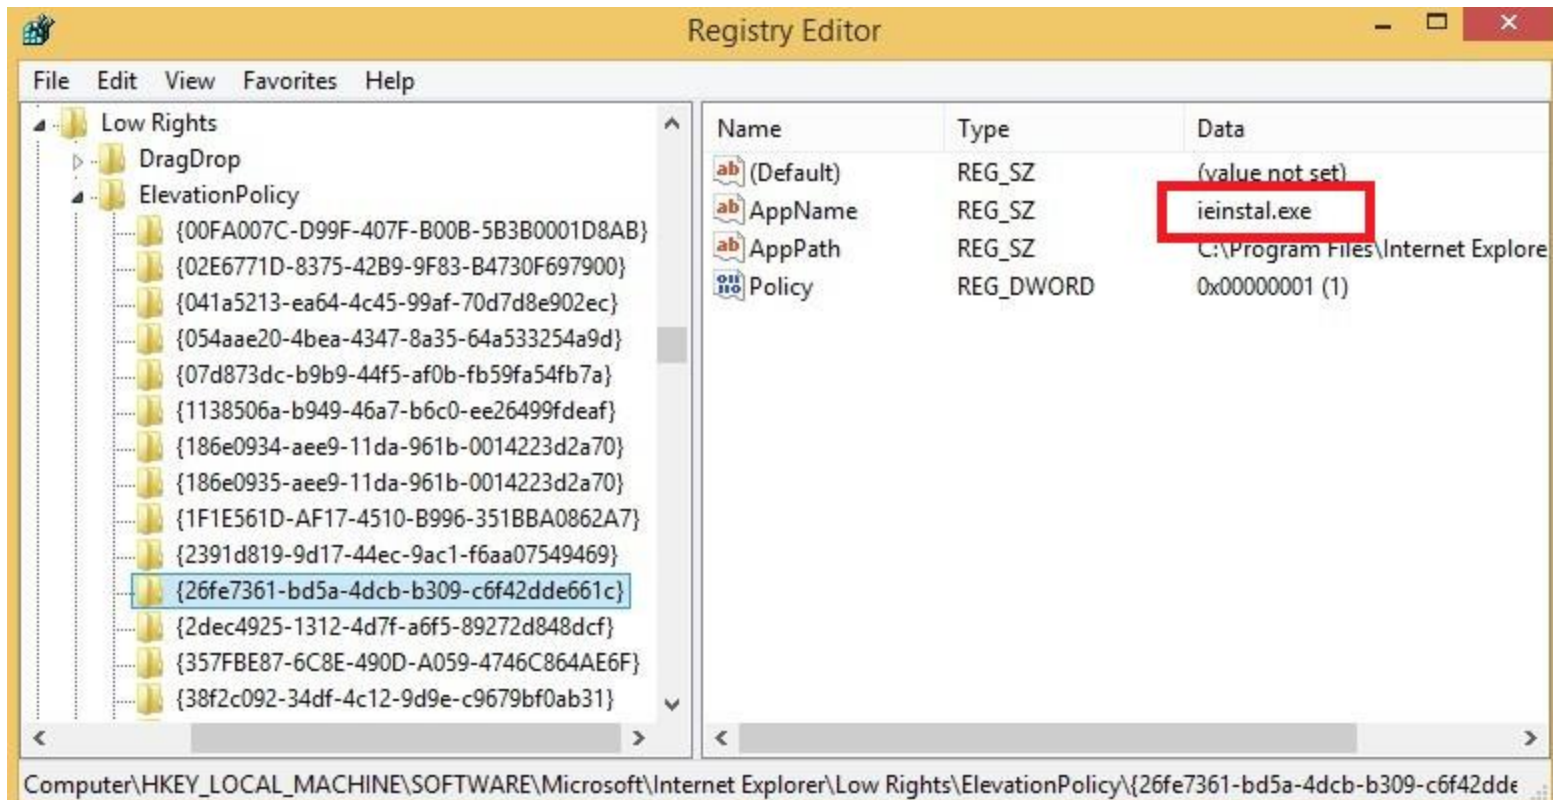 Registry Editor
File Edit View Favorites Help
Low Rights
DragDrop
ElevationPolicy
{00FA007C-D99F-407F-B00B-5B3B0001D8AB}
{02E6771D-8375-42B9-9F83-B4730F697900}
{041a5213-ea64-4c45-99af-70d7d8e902ec}
{054aae20-4bea-4347-8a35-64a533254a9d}
{07d873dc-b9b9-44f5-af0b-fb59fa54fb7a}
{1138506a-b949-46a7-b6c0-ee26499fdeaf}
{186e0934-aee9-11da-961b-0014223d2a70}
{186e0935-aee9-11da-961b-0014223d2a70}
{1F1E561D-AF17-4510-B996-351BBA0862A7}
{2391d819-9d17-44ec-9ac1-f6aa07549469}
{26fe7361-bd5a-4dcb-b309-c6f42dde661c}
{2dec4925-1312-4d7f-a6f5-89272d848dcf}
{357FBE87-6C8E-490D-A059-4746C864AE6F}
{38f2c092-34df-4c12-9d9e-c9679bf0ab31}
Name Type Data
(Default) REG_SZ (value not set)
AppName REG_SZ ieinstal.exe
AppPath REG_SZ C:\Program Files\Internet Explore
Policy REG_DWORD 0x00000001 (1)
Computer\HKEY_LOCAL_MACHINE\SOFTWARE\Microsoft\Internet Explorer\Low Rights\ElevationPolicy\{26fe7361-bd5a-4dcb-b309-c6f42dde